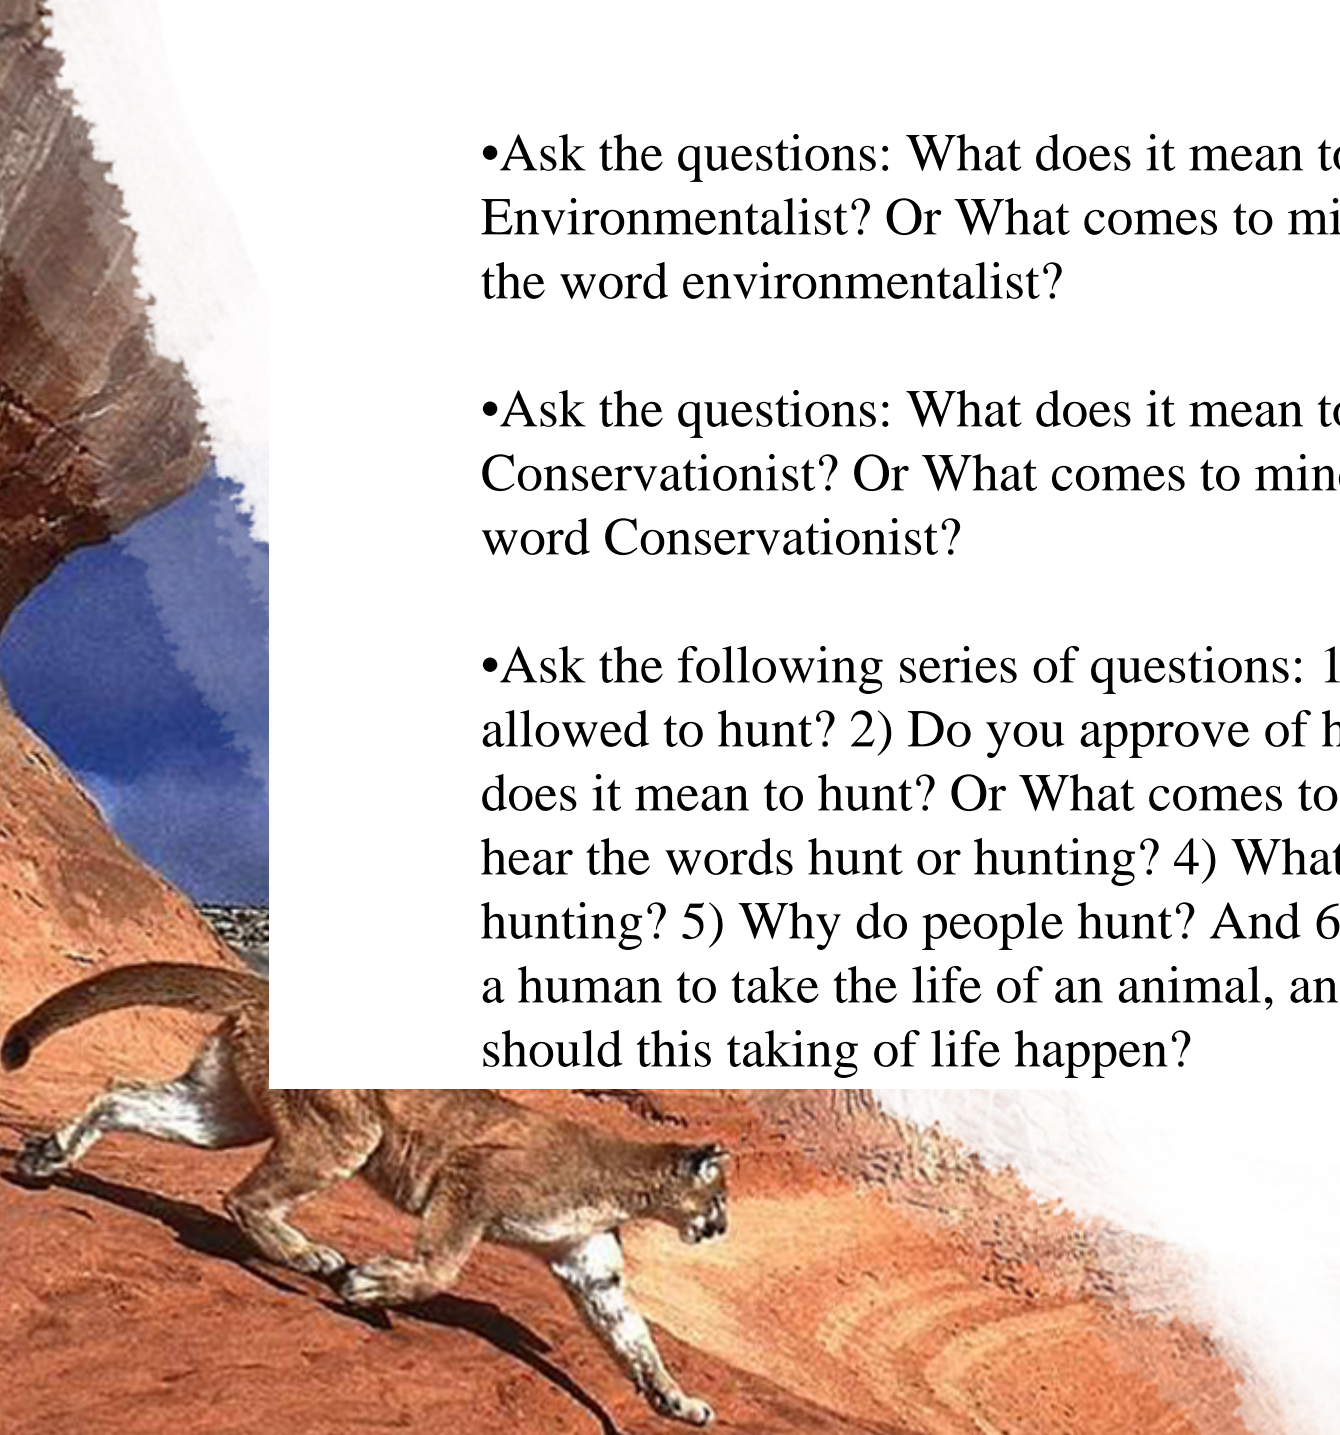 •Ask the questions: What does it mean to
Environmentalist? Or What comes to
the word environmentalist?
•Ask the questions: What does it mean to
Conservationist? Or What comes to
word Conservationist?
•Ask the following series of questions: 1
allowed to hunt? 2) Do you approve of
does it mean to hunt? Or What comes to
hear the words hunt or hunting? 4) What
hunting? 5) Why do people hunt? And 6
a human to take the life of an animal,
should this taking of life happen?